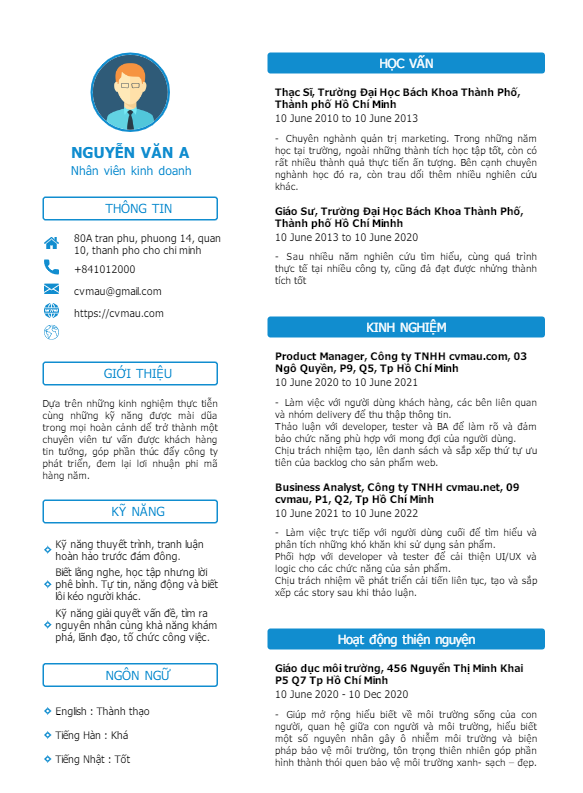 NGUYỄN VĂN A
Nhân viên kinh doanh
THÔNG TIN
80A tran phu, phuong 14, quan
10, thanh pho cho chi minh
+841012000
cvmau@gmail.com
https://cvmau.com
GIỚI THIỆU
Dựa trên những kinh nghiệm thực tiễn
cùng những kỹ năng được mài dũa
trong mọi hoàn cảnh để trở thành một
chuyên viên tư vấn được khách hàng
tin tưởng, góp phần thúc đẩy công ty
phát triển, đem lại lợi nhuận phi mã
hàng năm.
KỸ NĂNG
Kỹ năng thuyết trình, tranh luận
hoàn hảo trước đám đông.
Biết lắng nghe, học tập nhưng lời
phê bình. Tự tin, năng động và biết
lôi kéo người khác.
Kỹ năng giải quyết vấn đề, tìm ra
nguyên nhân cùng khả năng khám
phá, lãnh đạo, tổ chức công việc.
NGÔN NGỮ
English : Thành thạo
Tiếng Hàn : Khá
Tiếng Nhật : Tốt
HỌC VẤN
Thạc Sĩ, Trường Đại Học Bách Khoa Thành Phố,
Thành phố Hồ Chí Minh
10 June 2010 to 10 June 2013
- Chuyên nghành quản trị marketing. Trong những năm
học tại trường, ngoài những thành tích học tập tốt, còn có
rất nhiều thành quả thực tiến ấn tượng. Bên cạnh chuyên
nghành học đó ra, còn trau dồi thêm nhiều nghiên cứu
khác.
Giáo Sư, Trường Đại Học Bách Khoa Thành Phố,
Thành phố Hồ Chí Minhh
10 June 2013 to 10 June 2020
- Sau nhiều năm nghiên cứu tìm hiểu, cùng quá trình
thực tế tại nhiều công ty, cũng đả đạt được nhứng thành
tích tốt
KINH NGHIỆM
Product Manager, Công ty TNHH cvmau.com, 03
Ngô Quyền, P9, Q5, Tp Hồ Chí Minh
10 June 2020 to 10 June 2021
- Làm việc với người dùng khách hàng, các bên liên quan
và nhóm delivery để thu thập thông tin.
Thảo luận với developer, tester và BA để làm rõ và đảm
bảo chức năng phù hợp với mong đợi của người dùng.
Chịu trách nhiệm tạo, lên danh sách và sắp xếp thứ tự ưu
tiên của backlog cho sản phẩm web.
Business Analyst, Công ty TNHH cvmau.net, 09
cvmau, P1, Q2, Tp Hồ Chí Minh
10 June 2021 to 10 June 2022
- Làm việc trực tiếp với người dùng cuối để tìm hiểu và
phân tích những khó khăn khi sử dụng sản phẩm.
Phối hợp với developer và tester để cải thiện UI/UX và
logic cho các chức năng của sản phẩm.
Chịu trách nhiệm về phát triển cải tiến liên tục, tạo và sắp
xếp các story sau khi thảo luận.
Hoạt động thiện nguyện
Giáo dục môi trường, 456 Nguyễn Thị Minh Khai
P5 Q7 Tp Hồ Chí Minh
10 June 2020 - 10 Dec 2020
- Giúp mở rộng hiểu biết về môi trường sống của con
người, quan hệ giữa con người và môi trường, hiểu biết
một số nguyên nhân gây ô nhiễm môi trường và biện
pháp bảo vệ môi trường, tôn trọng thiên nhiên góp phần
hình thành thói quen bảo vệ môi trường xanh- sạch – đẹp.